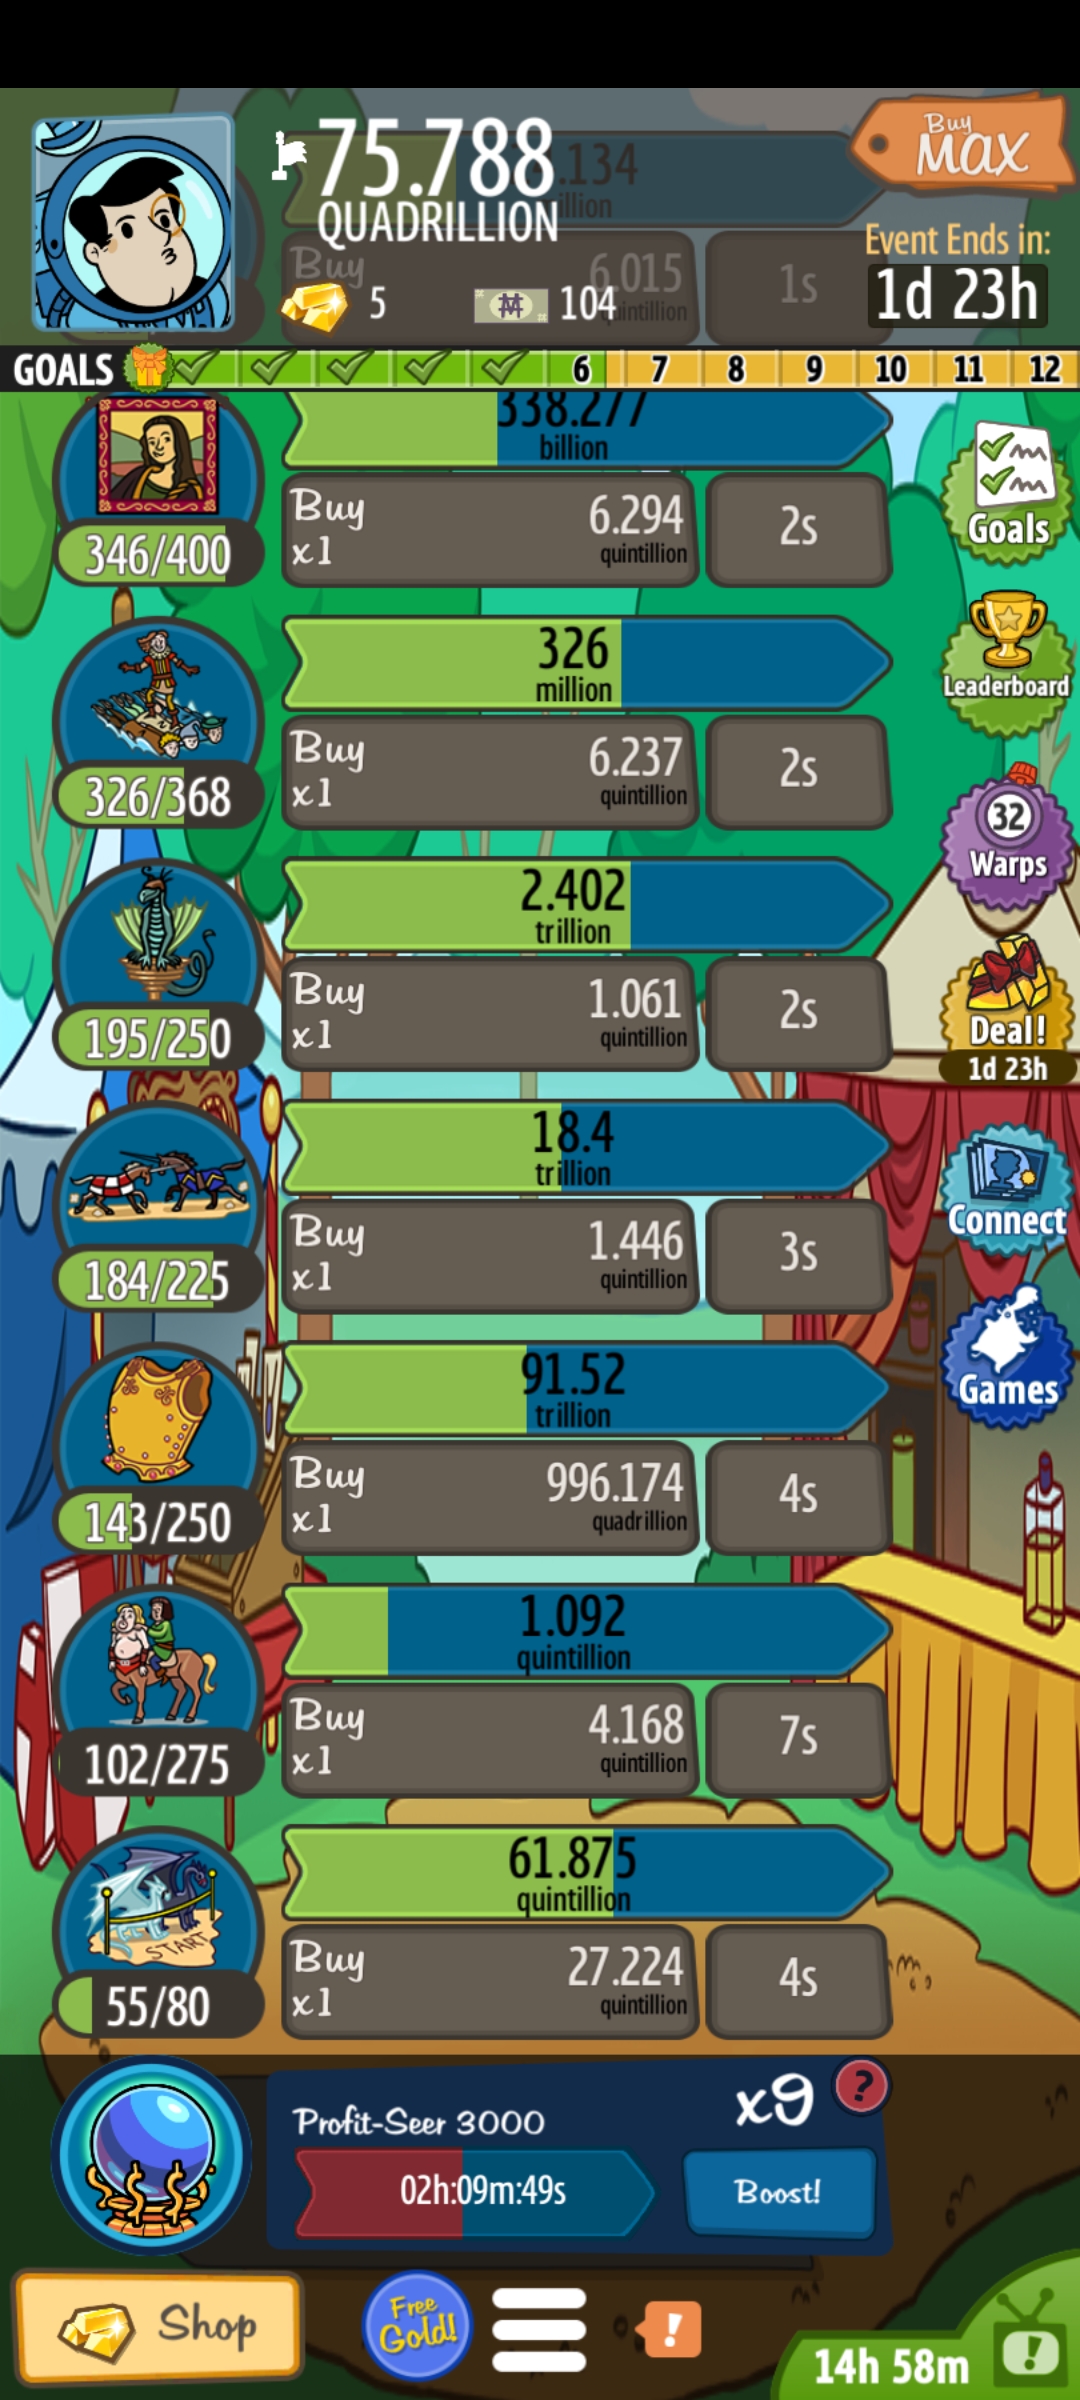 75.788
QUADRILLION
Buy
MAX
Event Ends in:
1d 23h
5
104
.134
illion
Buy
6.015
quintillion
1s
GOALS
6 7 8 9 10 11 12
338.277
billion
346/400
Buy
x1
6.294
quintillion
2s
Goals
326
million
326/368
Buy
x1
6.237
quintillion
2s
Leaderboard
32
Warps
2.402
trillion
195/250
Buy
x1
1.061
quintillion
2s
Deal!
1d 23h
18.4
trillion
184/225
Buy
x1
1.446
quintillion
3s
Connect
91.52
trillion
143/250
Buy
x1
996.174
quadrillion
4s
Games
1.092
quintillion
102/275
Buy
x1
4.168
quintillion
7s
61.875
quintillion
START
55/80
Buy
x1
27.224
quintillion
4s
Profit-Seer 3000
x9
?
02h:09m:49s
Boost!
Shop
Free
Gold!
!
14h 58m
!